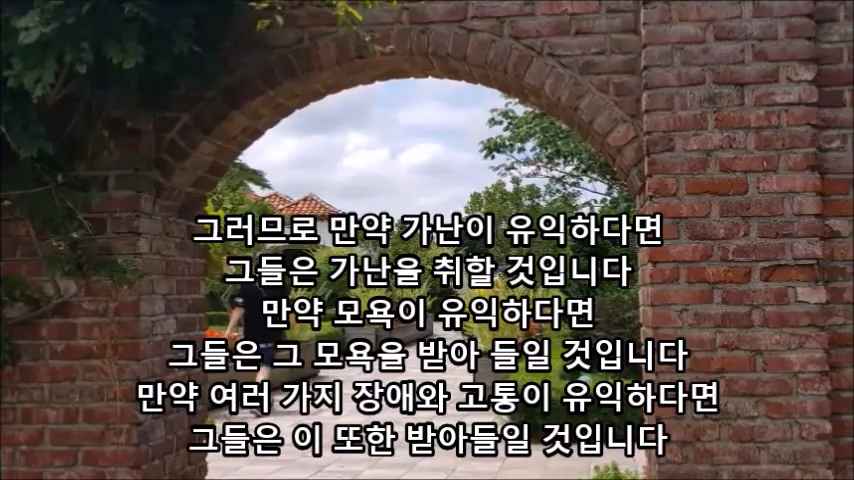 그러므로 만약 가난이 유익하다면
그들은 가난을 취할 것입니다
만약 모욕이 유익하다면
그들은 그 모욕을 받아 들일 것입니다
만약 여러 가지 장애와 고통이 유익하다면
그들은 이 또한 받아들일 것입니다